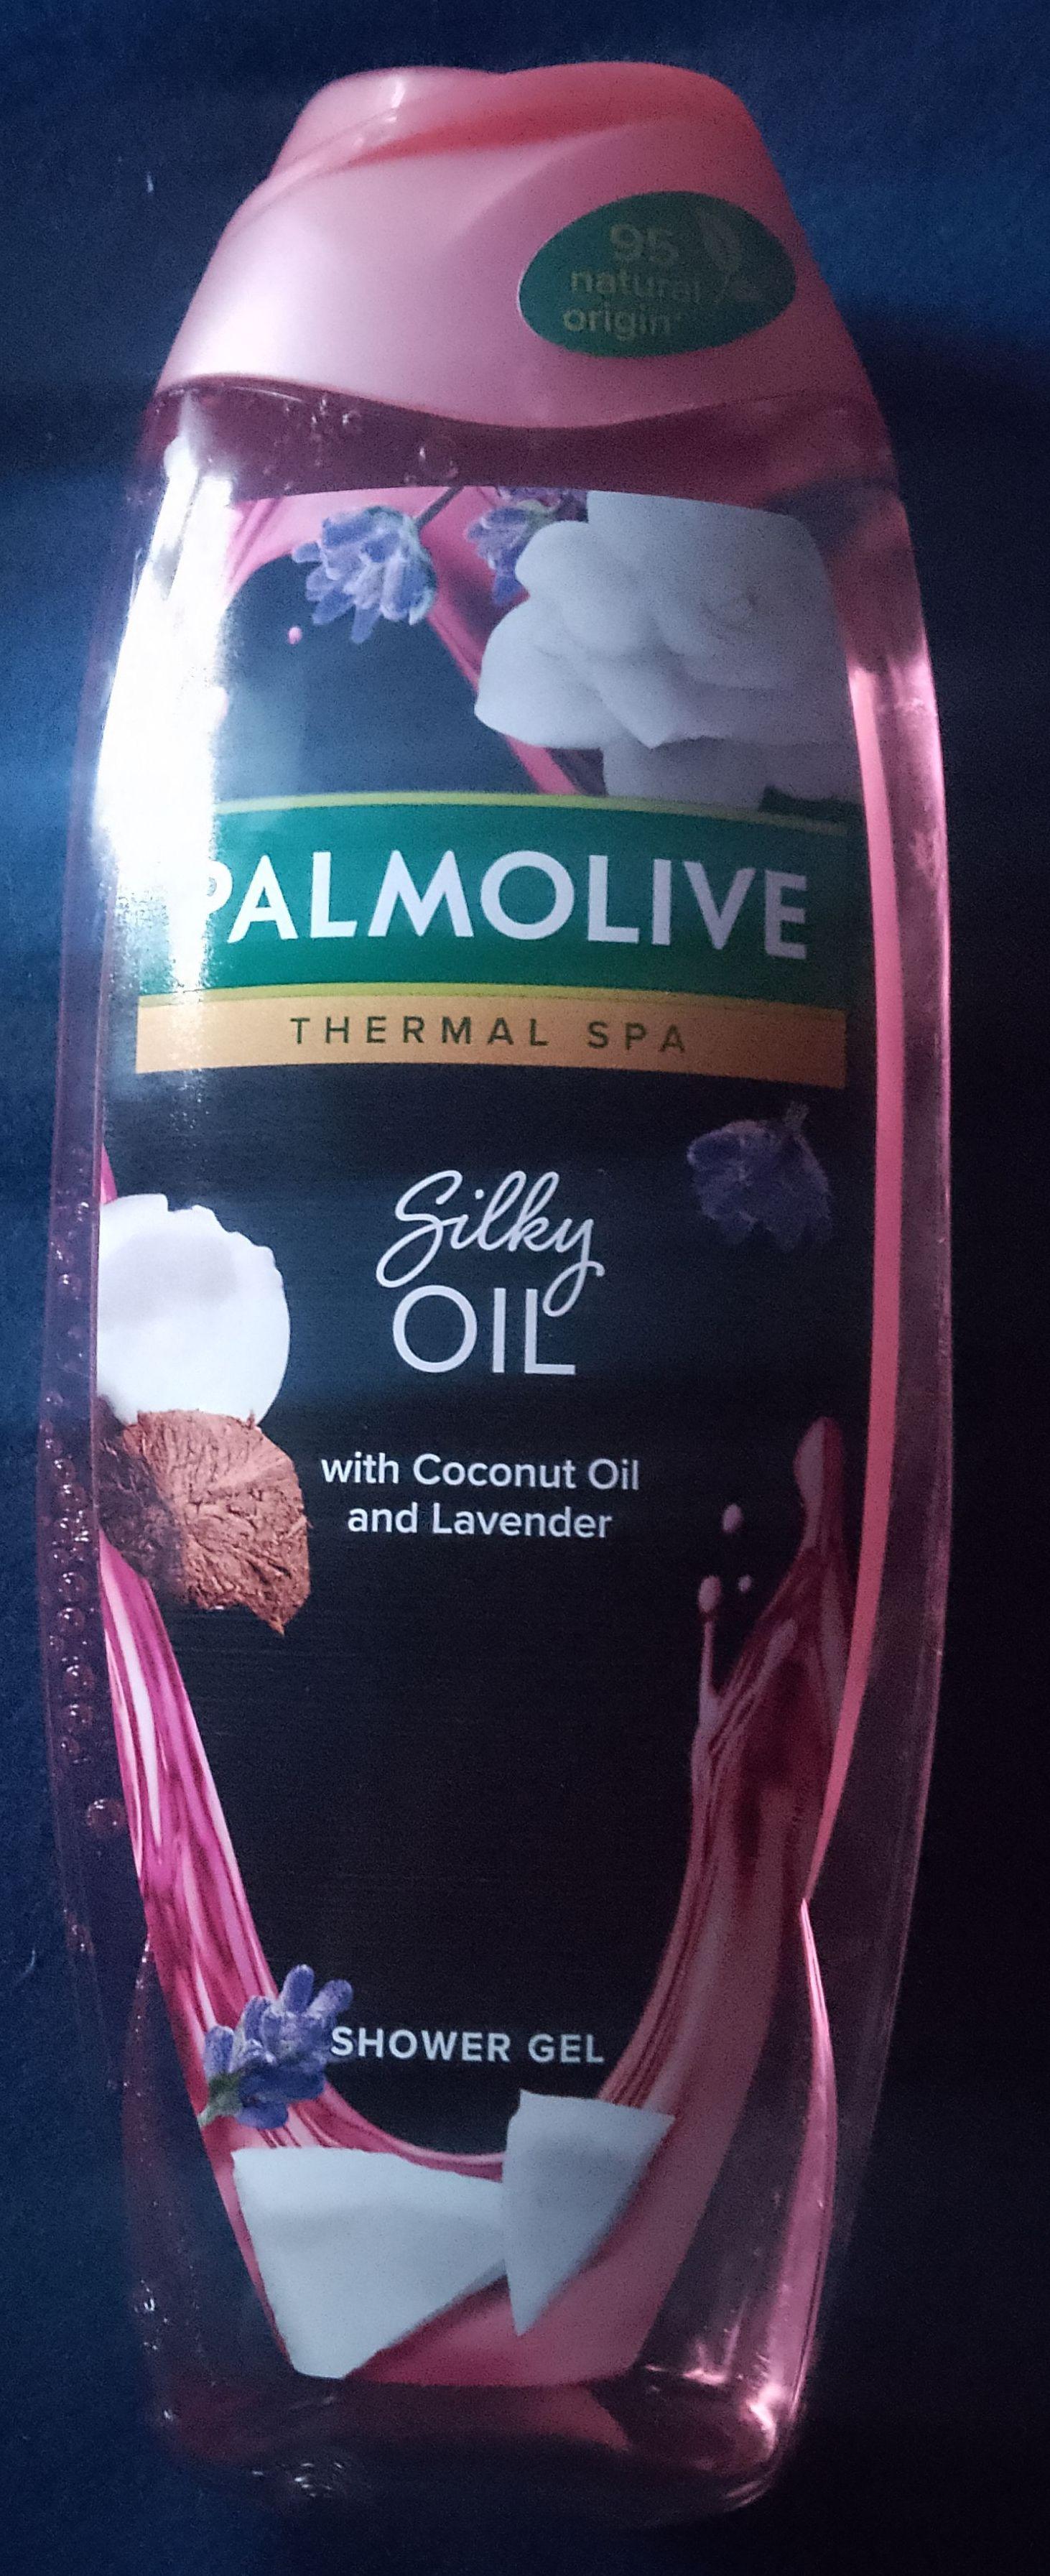 95
natural
origin*
PALMOLIVE
THERMAL SPA
Silky
OIL
with Coconut Oil
and Lavender
SHOWER GEL